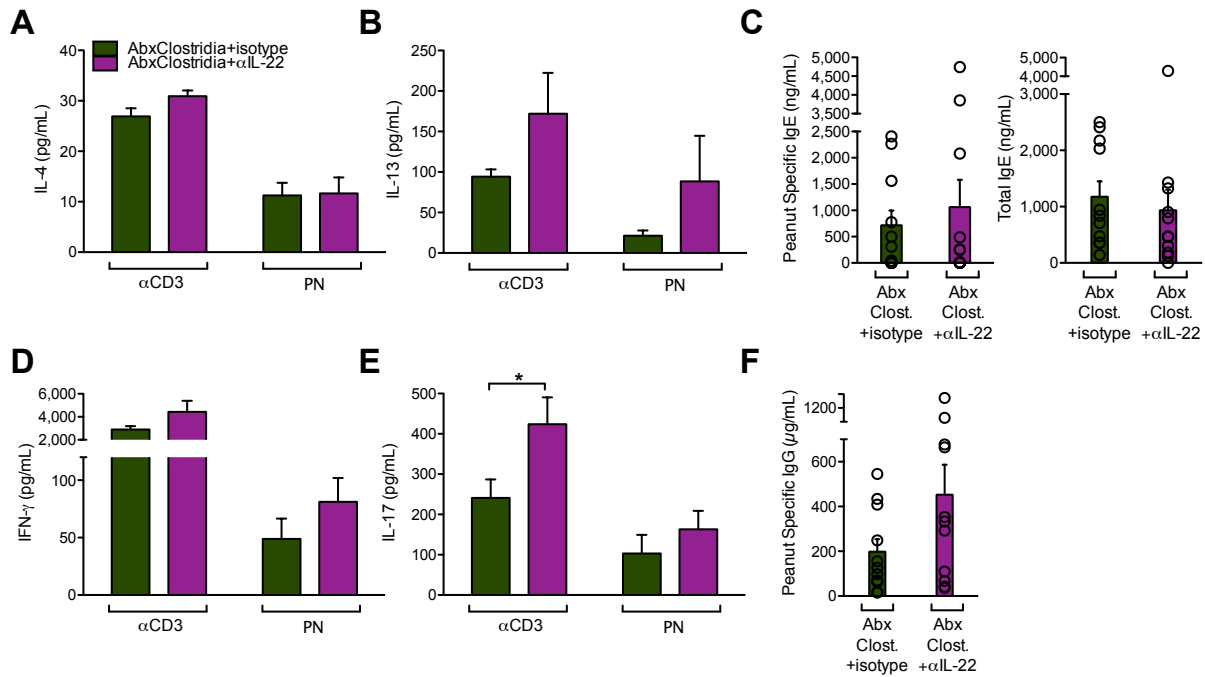 A
IL-4 (pg/mL)
40
30
20
10
0
AbxClostridia+isotype
AbxClostridia+αIL-22
αCD3
PN
B
IL-13 (pg/mL)
250
200
150
100
50
0
αCD3
PN
C
Peanut Specific IgE (ng/mL)
5,000
4,500
4,000
3,500
3,000
2,500
2,000
1,500
1,000
500
0
Abx
Clost.
+isotype
Abx
Clost.
+αIL-22
Total IgE (ng/mL)
5,000
4,000
3,000
2,000
1,000
0
Abx
Clost.
+isotype
Abx
Clost.
+αIL-22
D
IFN-γ (pg/mL)
6,000
4,000
2,000
100
50
0
αCD3
PN
E
IL-17 (pg/mL)
500
400
300
200
100
0
*
αCD3
PN
F
Peanut Specific IgG (µg/mL)
1200
600
400
200
0
Abx
Clost.
+isotype
Abx
Clost.
+αIL-22